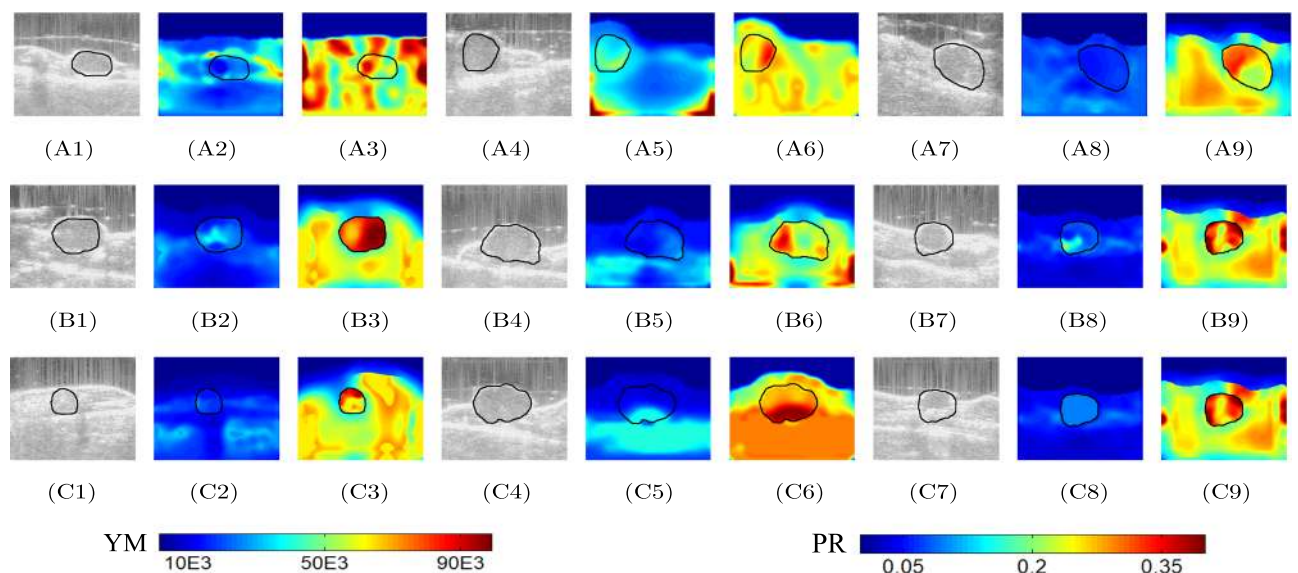 (A1) (A2) (A3) (A4) (A5) (A6) (A7) (A8) (A9)
(B1) (B2) (B3) (B4) (B5) (B6) (B7) (B8) (B9)
(C1) (C2) (C3) (C4) (C5) (C6) (C7) (C8) (C9)
YM PR
10E3 50E3 90E3 0.05 0.2 0.35